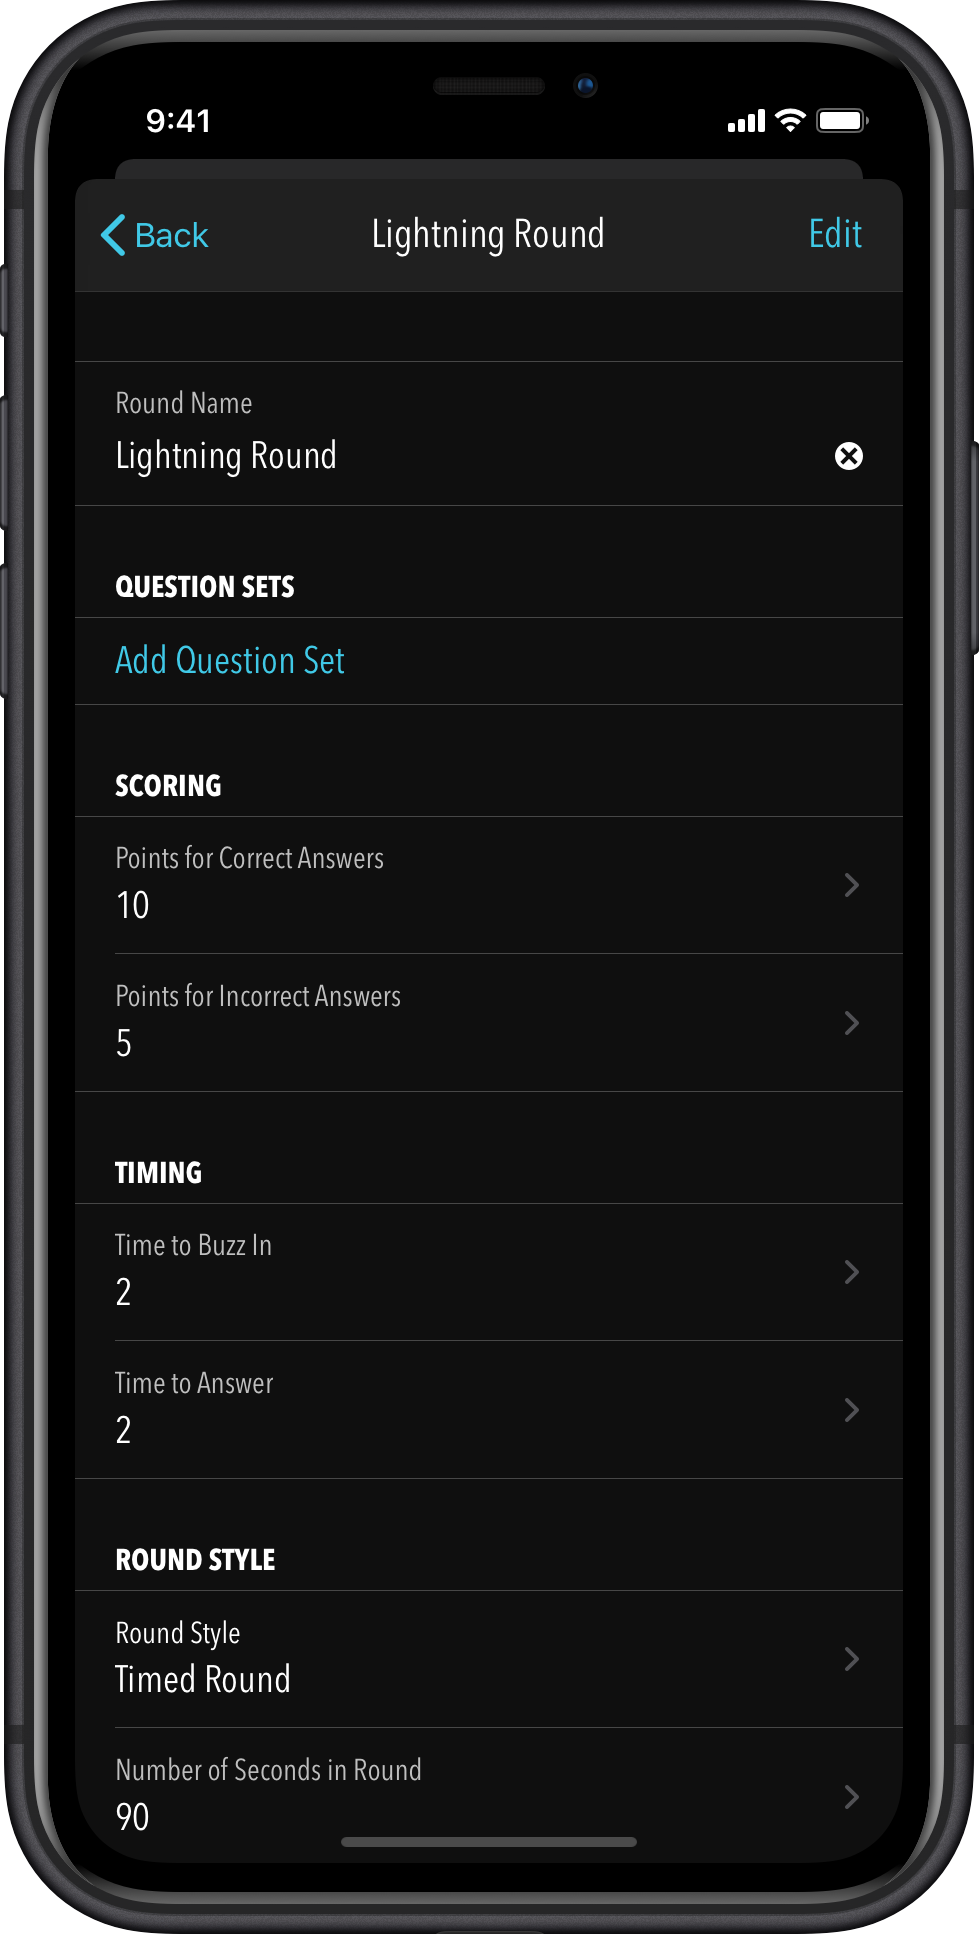 9:41
Back
Lightning Round
Edit
Round Name
Lightning Round
QUESTION SETS
Add Question Set
SCORING
Points for Correct Answers
10
Points for Incorrect Answers
5
TIMING
Time to Buzz In
2
Time to Answer
2
ROUND STYLE
Round Style
Timed Round
Number of Seconds in Round
90